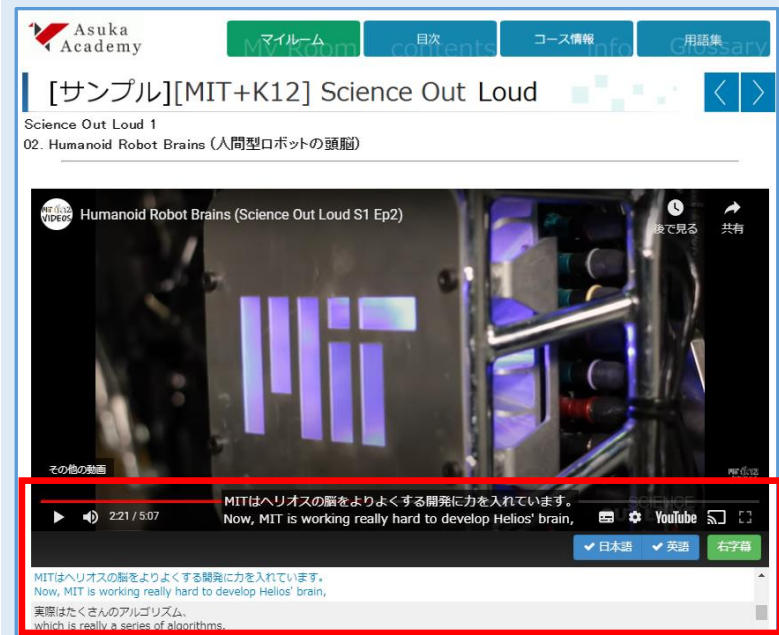 Asuka
Academy
マイルーム
My Room
目次
contents
コース情報
info
用語集
Glossary
[サンプル][MIT+K12] Science Out Loud
Science Out Loud 1
02. Humanoid Robot Brains (人間型ロボットの頭脳)
MIT K12
VIDEOS
Humanoid Robot Brains (Science Out Loud S1 Ep2)
後で見る
共有
MIT
その他の動画
MITはヘリオスの脳をよりよくする開発に力を入れています。
2:21 / 5:07
Now, MIT is working really hard to develop Helios' brain,
YouTube
✔日本語
✔英語
右字幕
MITはヘリオスの脳をよりよくする開発に力を入れています。
Now, MIT is working really hard to develop Helios' brain,
実際はたくさんのアルゴリズム、
which is really a series of algorithms.